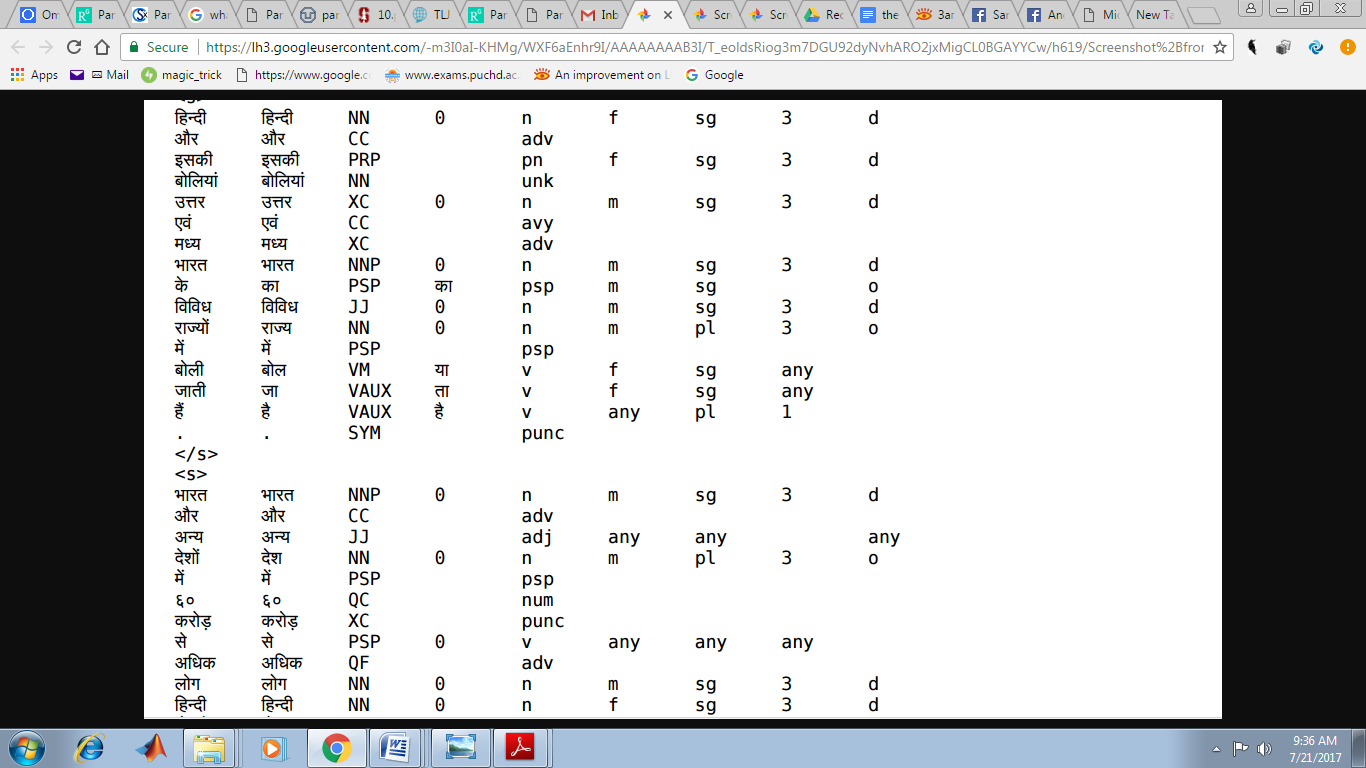 Om Par Par wha Par par 10. TLJ Par Par Inb Scr Scr Rec the 3ar Sar And Mic New Ta
Secure https://lh3.googleusercontent.com/-m3I0aI-KHMg/WXF6aEnhr9I/AAAAAAAAB3I/T_eoIdsRiog3m7DGU92dyNvhARO2jxMigCL0BGAYYCw/h619/Screenshot%2Bfror
Apps Mail magic_trick https://www.google.c www.exams.puchd.ac. An improvement on L Google
हिन्दी हिन्दी NN 0 n f sg 3 d
और और CC adv
इसकी इसकी PRP pn f sg 3 d
बोलियां बोलियां NN unk
उत्तर उत्तर XC 0 n m sg 3 d
एवं एवं CC avy
मध्य मध्य XC adv
भारत भारत NNP 0 n m sg 3 d
के का PSP का psp m sg o
विविध विविध JJ 0 n m sg 3 d
राज्यों राज्य NN 0 n m pl 3 o
में में PSP psp
बोली बोल VM या v f sg any
जाती जा VAUX ता v f sg any
हैं है VAUX है v any pl 1
. . SYM punc
</s>
<s>
भारत भारत NNP 0 n m sg 3 d
और और CC adv
अन्य अन्य JJ adj any any any
देशों देश NN 0 n m pl 3 o
में में PSP psp
६० ६० QC num
करोड़ करोड़ XC punc
से से PSP 0 v any any any
अधिक अधिक QF adv
लोग लोग NN 0 n m sg 3 d
हिन्दी हिन्दी NN 0 n f sg 3 d
9:36 AM
7/21/2017